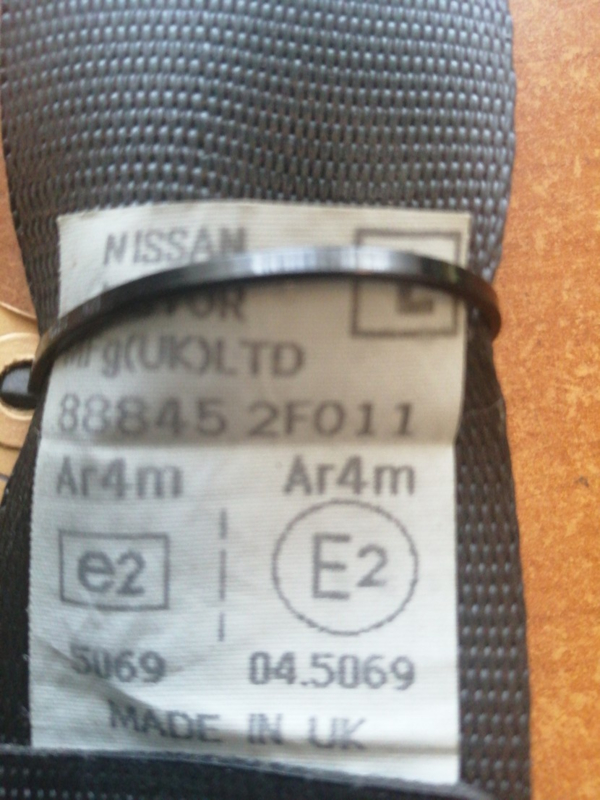 NISSAN
Mfg(UK)LTD
88845 2F011
Ar4m Ar4m
e2 E2
5069 04.5069
MADE IN UK